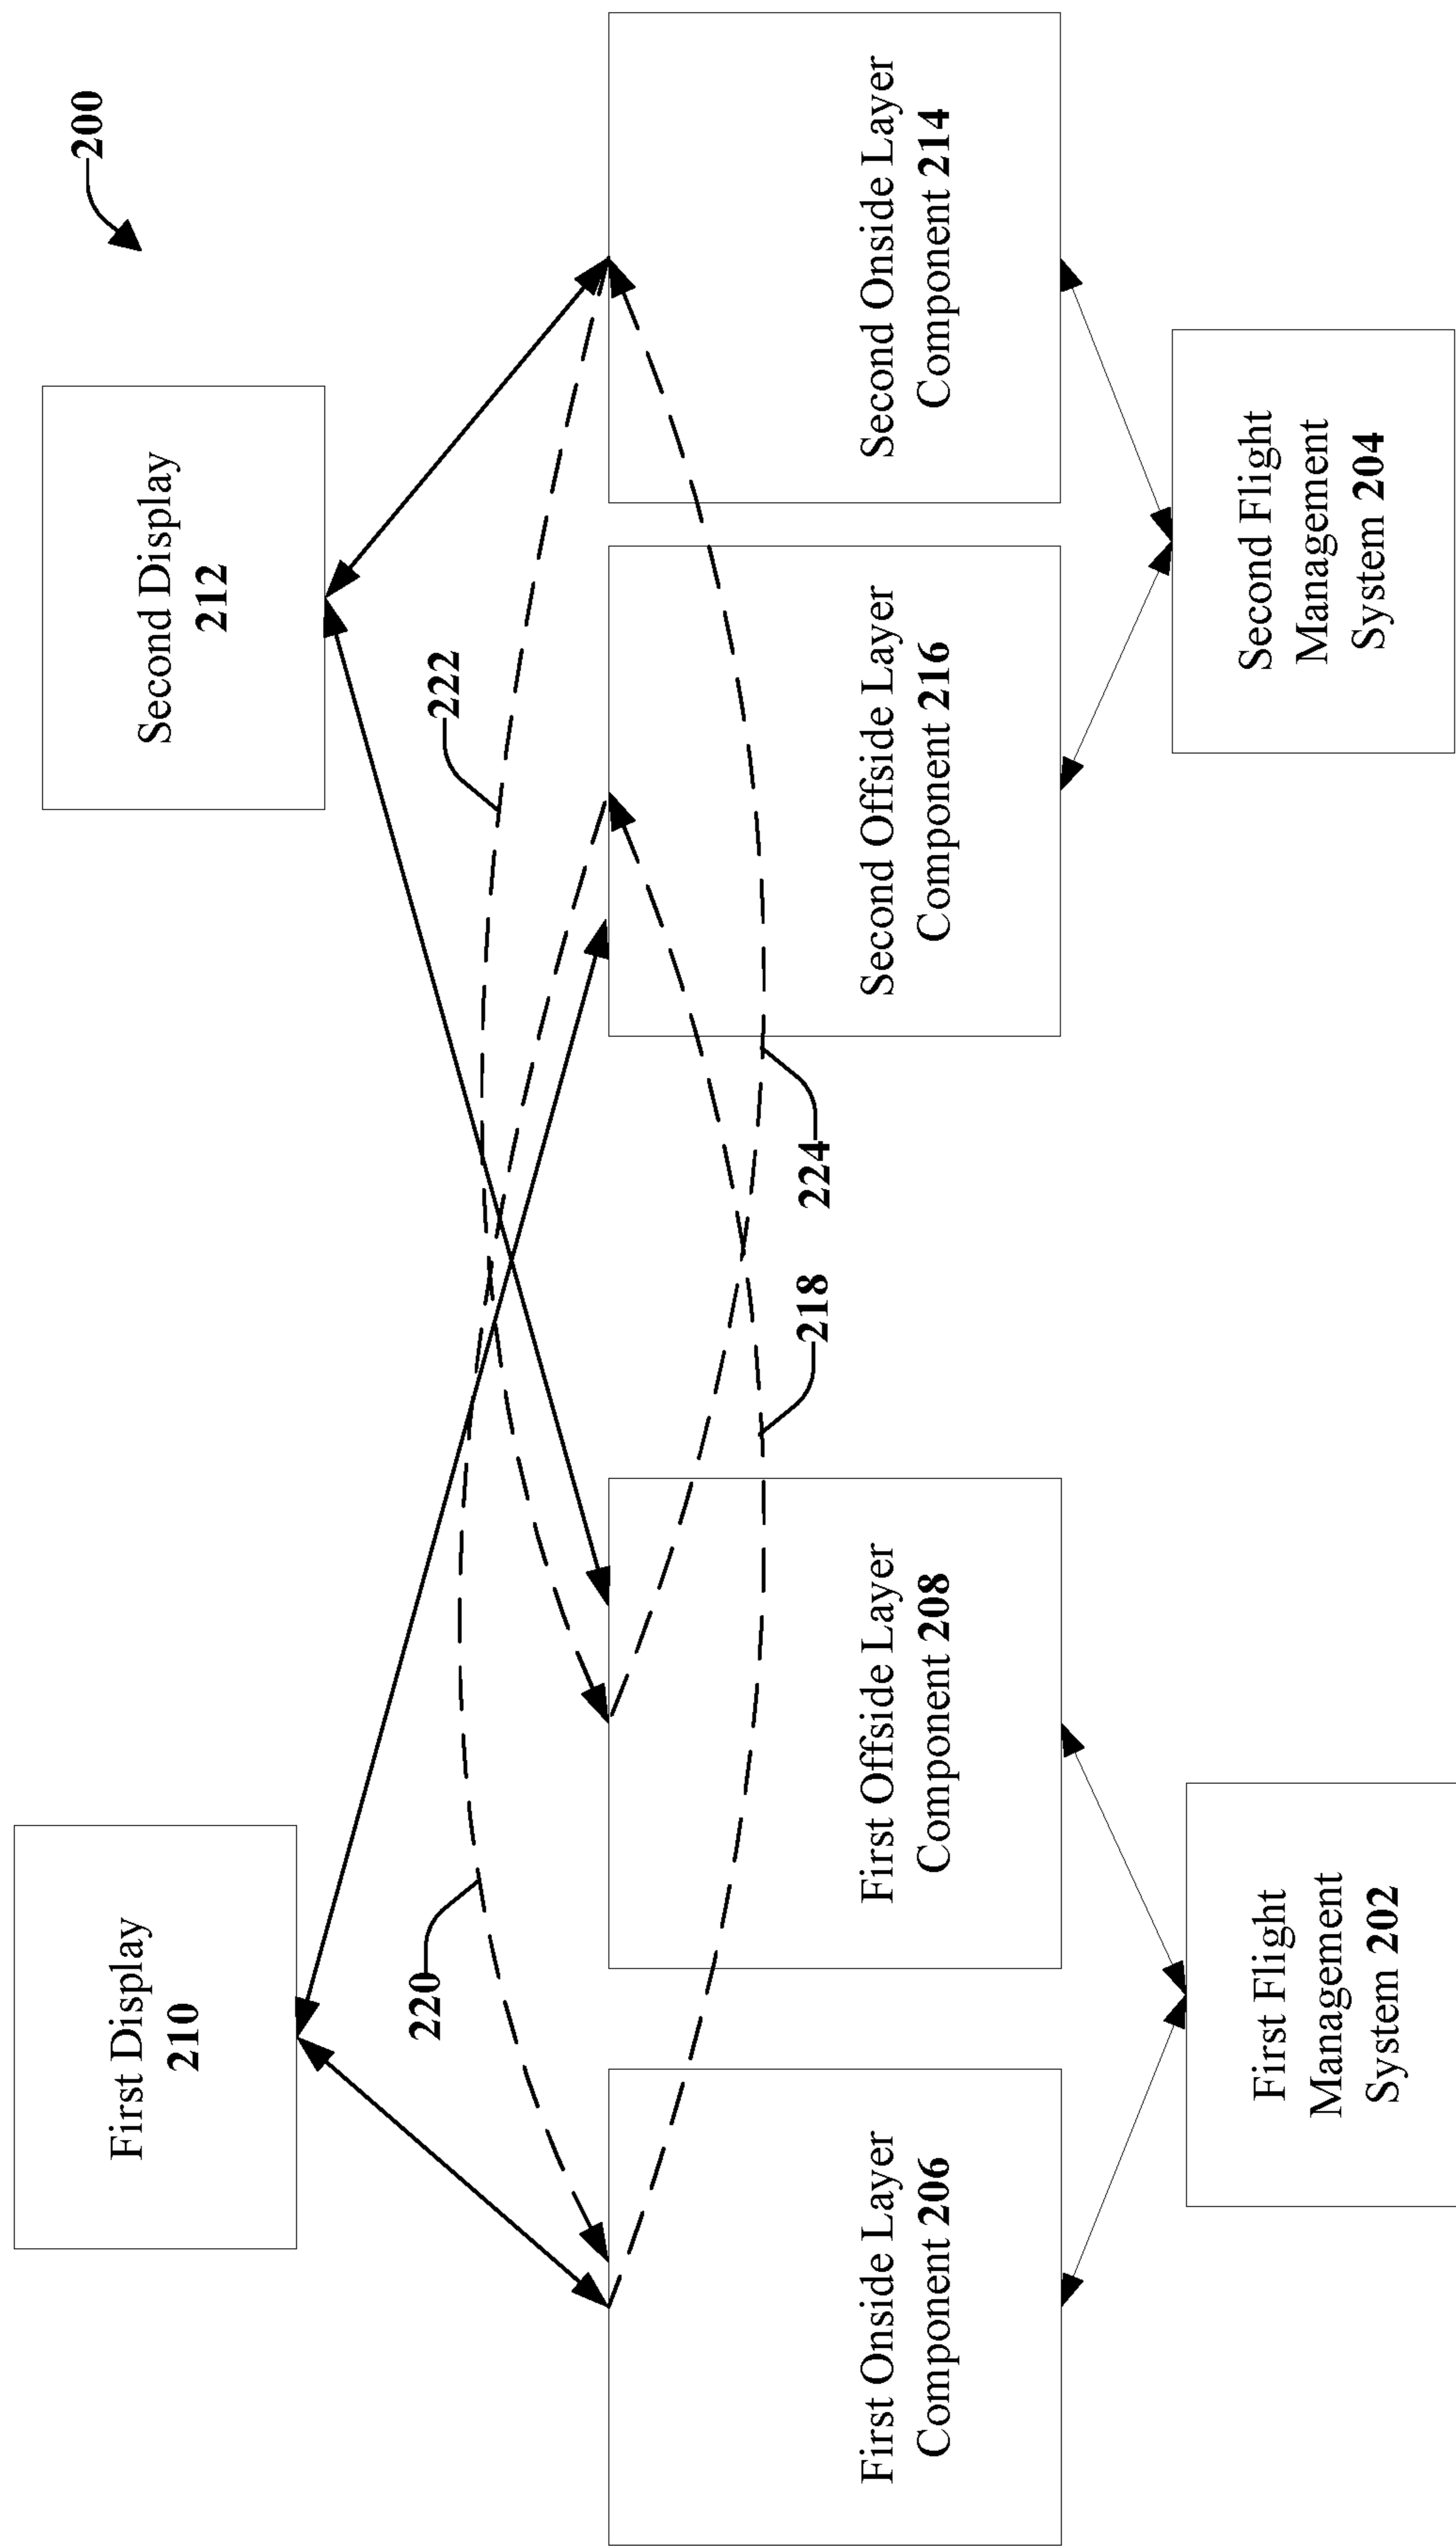 200
First Display
210
Second Display
212
220
222
218
224
First Onside Layer
Component 206
First Offside Layer
Component 208
Second Offside Layer
Component 216
Second Onside Layer
Component 214
First Flight
Management
System 202
Second Flight
Management
System 204